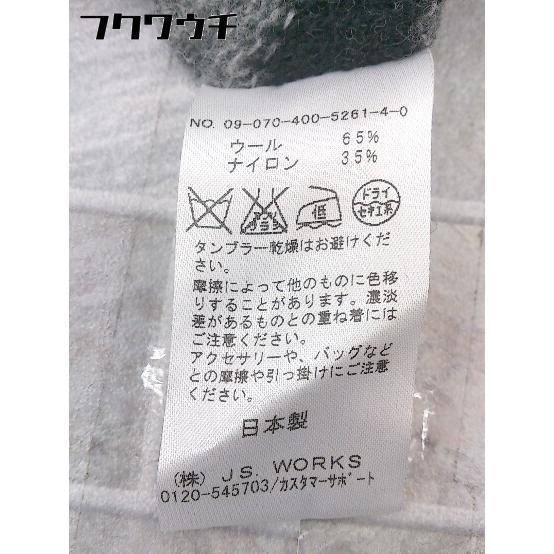 フクワウチ
NO. 09-070-400-5261-4-0
ウール 65%
ナイロン 35%
エンソサラシ
低
ドライ
セキユ系
タンブラー乾燥はお避けくだ
さい。
摩擦によって他のものに色移
りすることがあります。濃淡
差があるものとの重ね着には
ご注意ください。
アクセサリーや、バッグなど
との摩擦や引っ掛けにご注意
ください。
日本製
(株) J.S. WORKS
0120-545703/カスタマーサポート